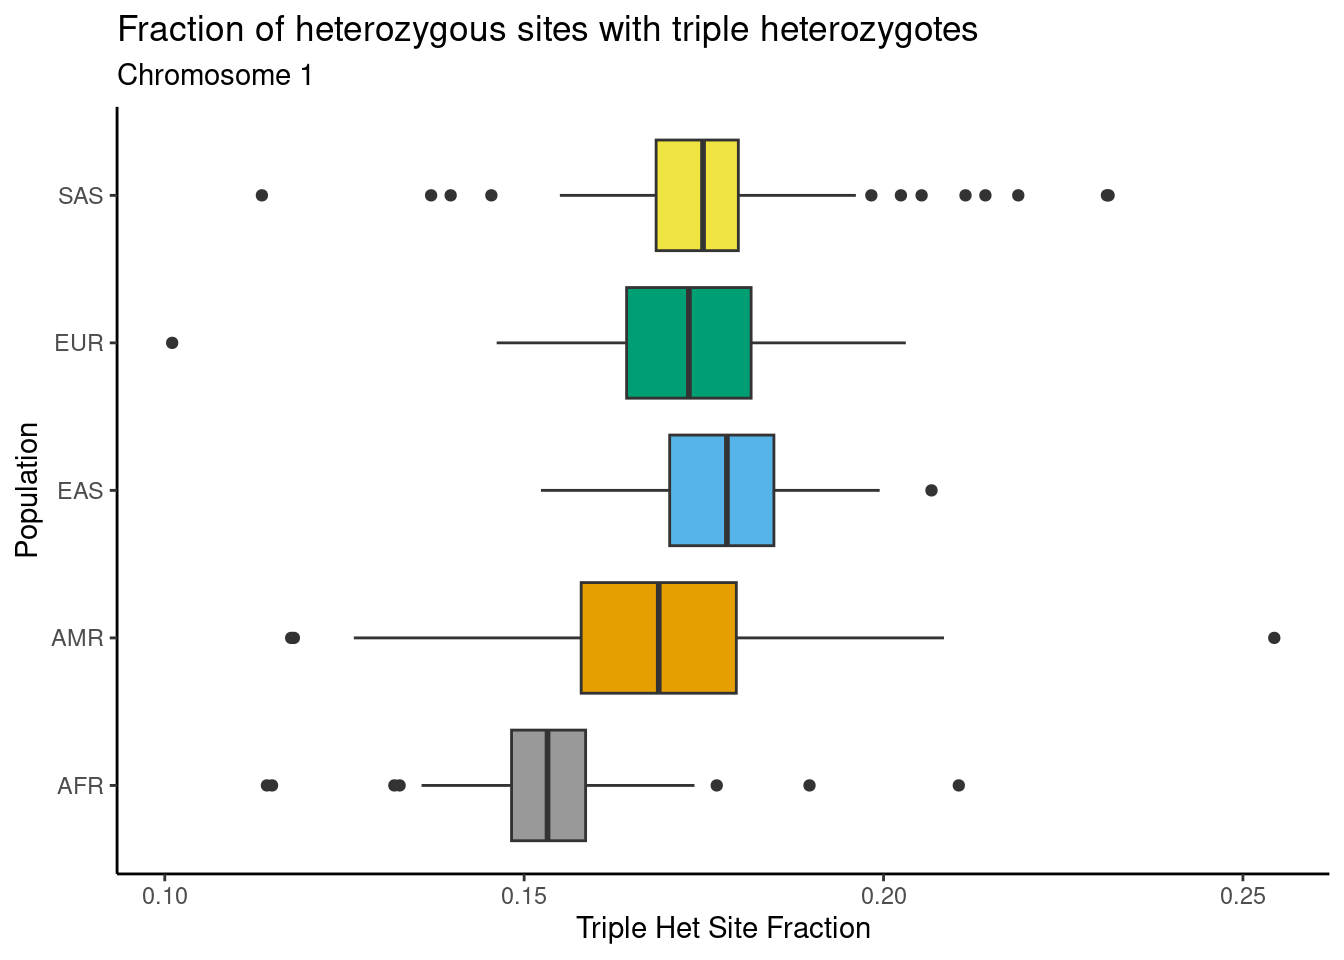 Fraction of heterozygous sites with triple heterozygotes
Chromosome 1
SAS
EUR
EAS
AMR
AFR
Population
0.10 0.15 0.20 0.25
Triple Het Site Fraction